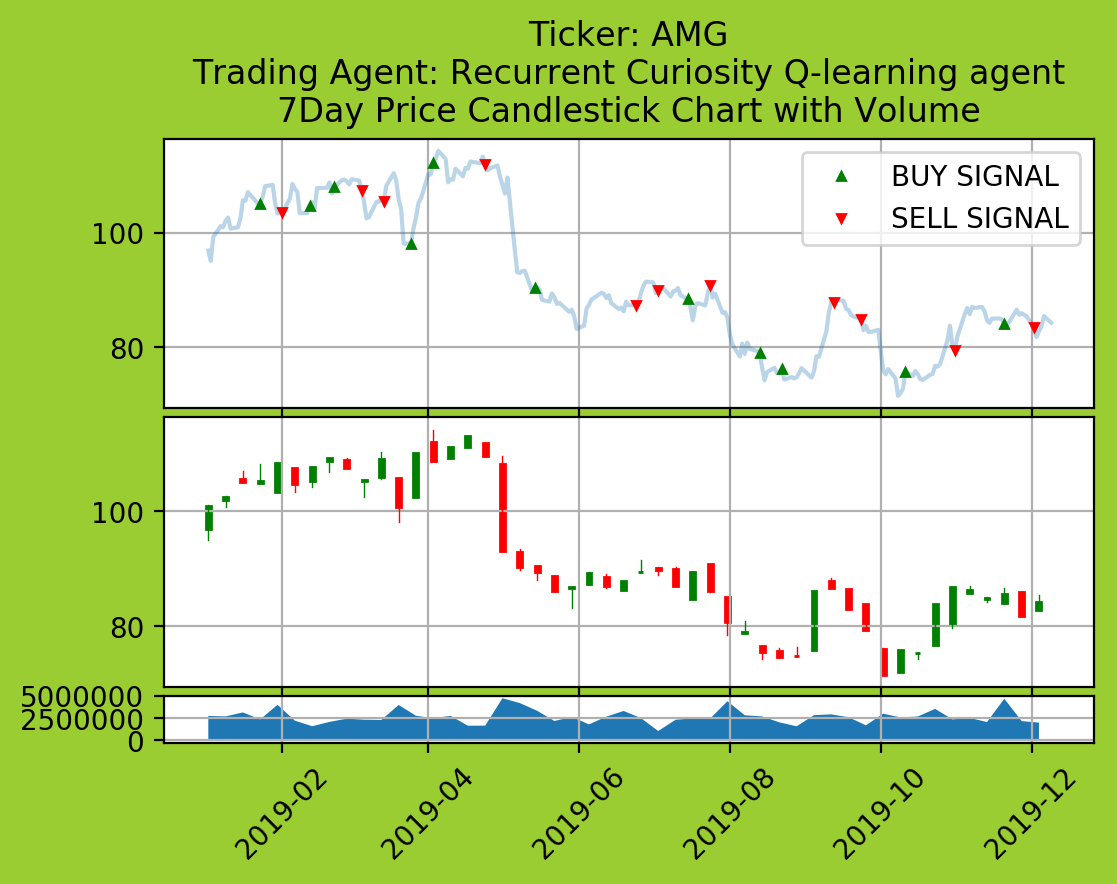 Ticker: AMG
Trading Agent: Recurrent Curiosity Q-learning agent
7Day Price Candlestick Chart with Volume
BUY SIGNAL
SELL SIGNAL
100
80
100
80
5000000
2500000
0
2019-02
2019-04
2019-06
2019-08
2019-10
2019-12